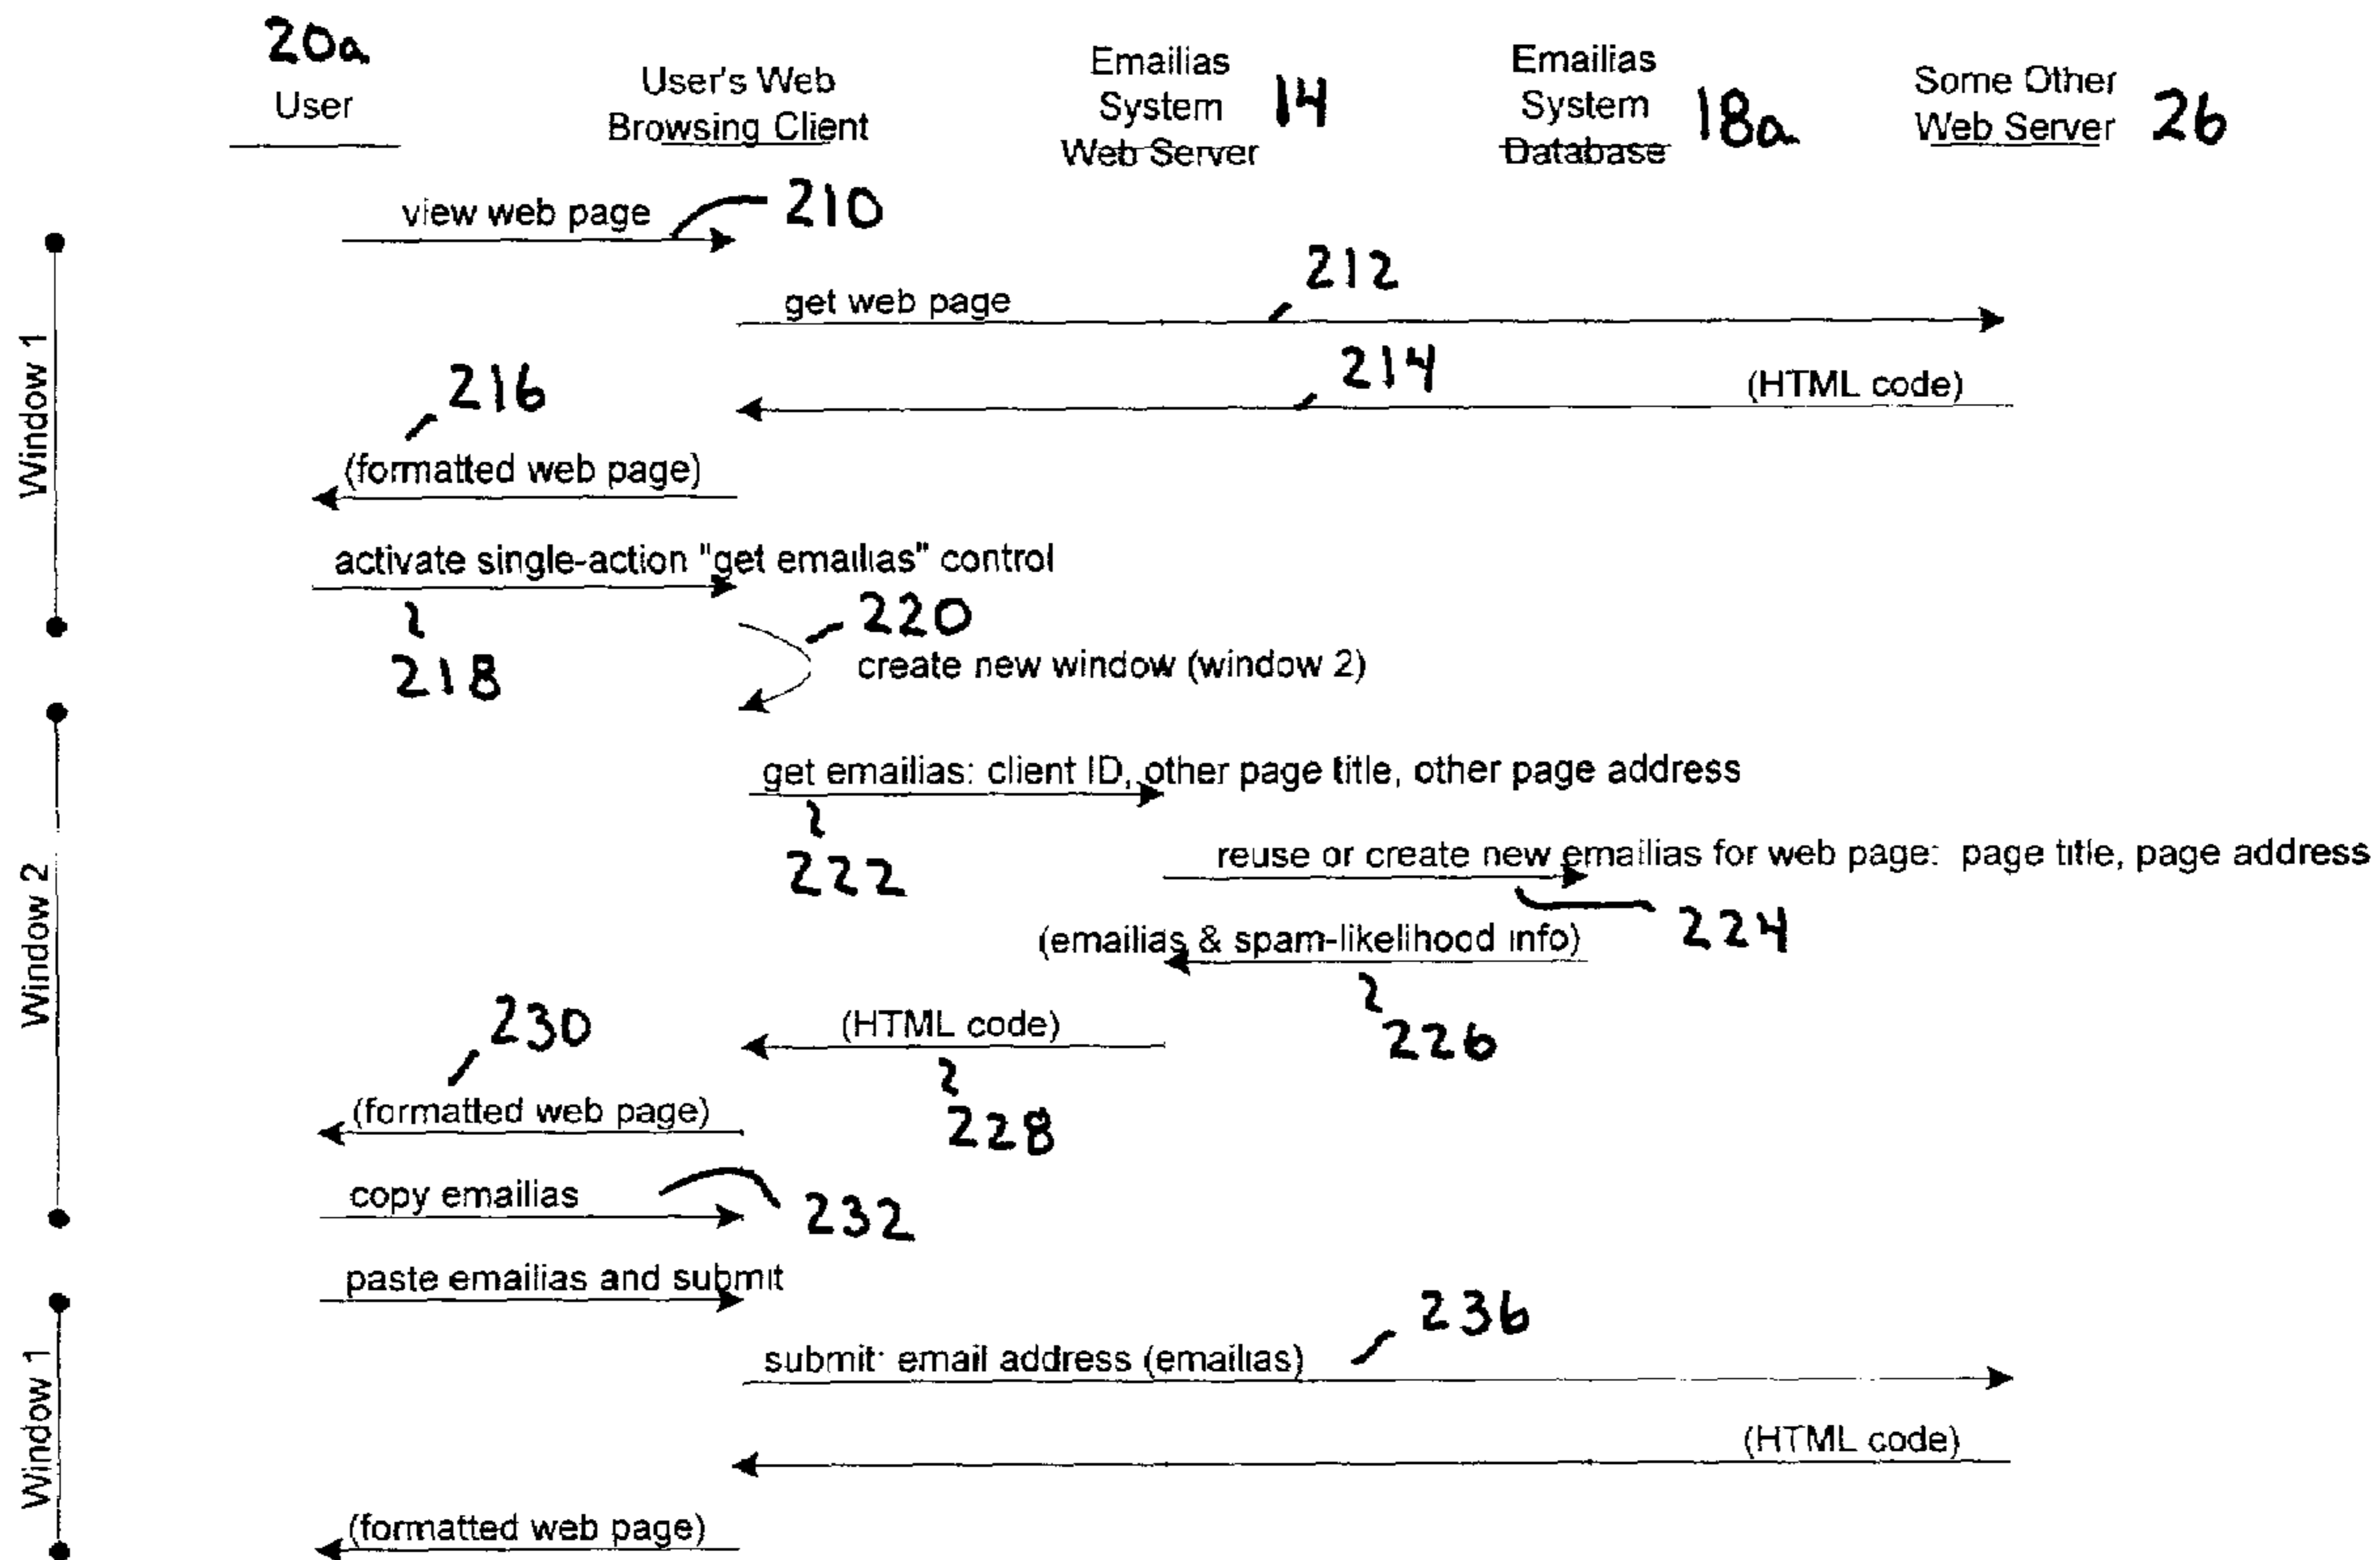 20a
User
User's Web
Browsing Client
Emailias
System
Web Server
14
Emailias
System
Database
18a
Some Other
Web Server
26
view web page
210
212
get web page
214
(HTML code)
216
(formatted web page)
activate single-action "get emailias" control
218
220
create new window (window 2)
Window 1
get emailias: client ID, other page title, other page address
222
reuse or create new emailias for web page: page title, page address
224
(emailias & spam-likelihood info)
226
(HTML code)
228
230
(formatted web page)
copy emailias
232
Window 2
paste emailias and submit
236
submit: email address (emailias)
(HTML code)
(formatted web page)
Window 1